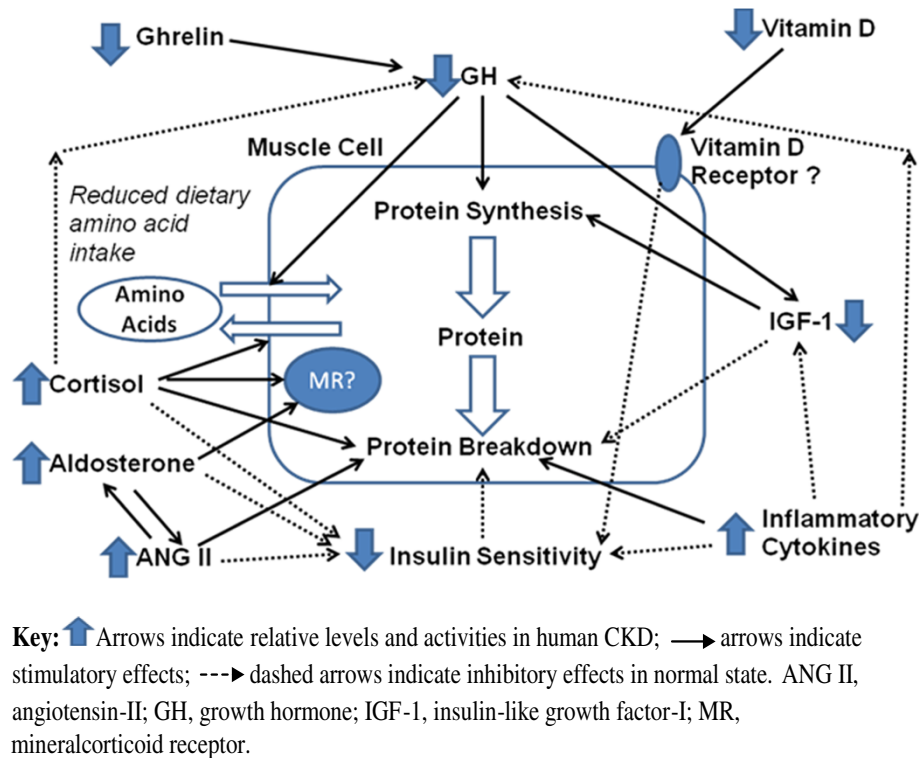 Ghrelin
Vitamin D
GH
Muscle Cell
Vitamin D
Receptor ?
Reduced dietary
amino acid
intake
Protein Synthesis
Amino
Acids
Protein
IGF-1
Cortisol
MR?
Protein Breakdown
Aldosterone
Inflammatory
Cytokines
ANG II
Insulin Sensitivity
Key: Arrows indicate relative levels and activities in human CKD; arrows indicate
stimulatory effects; dashed arrows indicate inhibitory effects in normal state. ANG II,
angiotensin-II; GH, growth hormone; IGF-1, insulin-like growth factor-I; MR,
mineralcorticoid receptor.